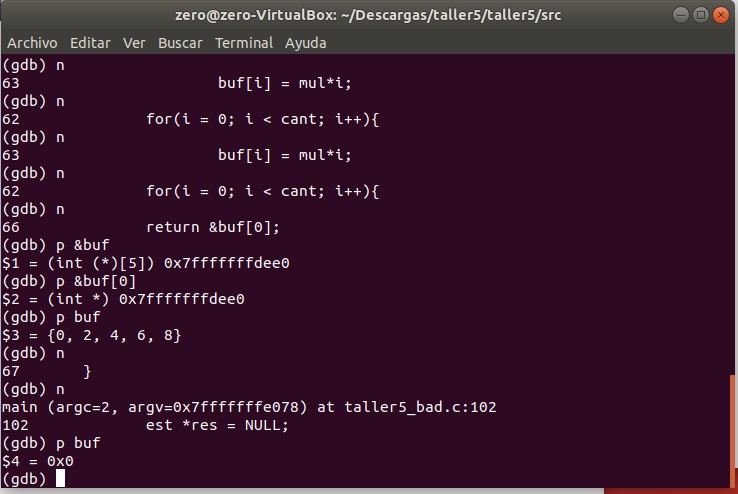 zero@zero-VirtualBox: ~/Descargas/taller5/taller5/src
Archivo Editar Ver Buscar Terminal Ayuda
(gdb) n
63                      buf[i] = mul*i;
(gdb) n
62              for(i = 0; i < cant; i++){
(gdb) n
63                      buf[i] = mul*i;
(gdb) n
62              for(i = 0; i < cant; i++){
(gdb) n
66              return &buf[0];
(gdb) p &buf
$1 = (int (*)[5]) 0x7fffffffdee0
(gdb) p &buf[0]
$2 = (int *) 0x7fffffffdee0
(gdb) p buf
$3 = {0, 2, 4, 6, 8}
(gdb) n
67      }
(gdb) n
main (argc=2, argv=0x7fffffffe078) at taller5_bad.c:102
102             est *res = NULL;
(gdb) p buf
$4 = 0x0
(gdb)